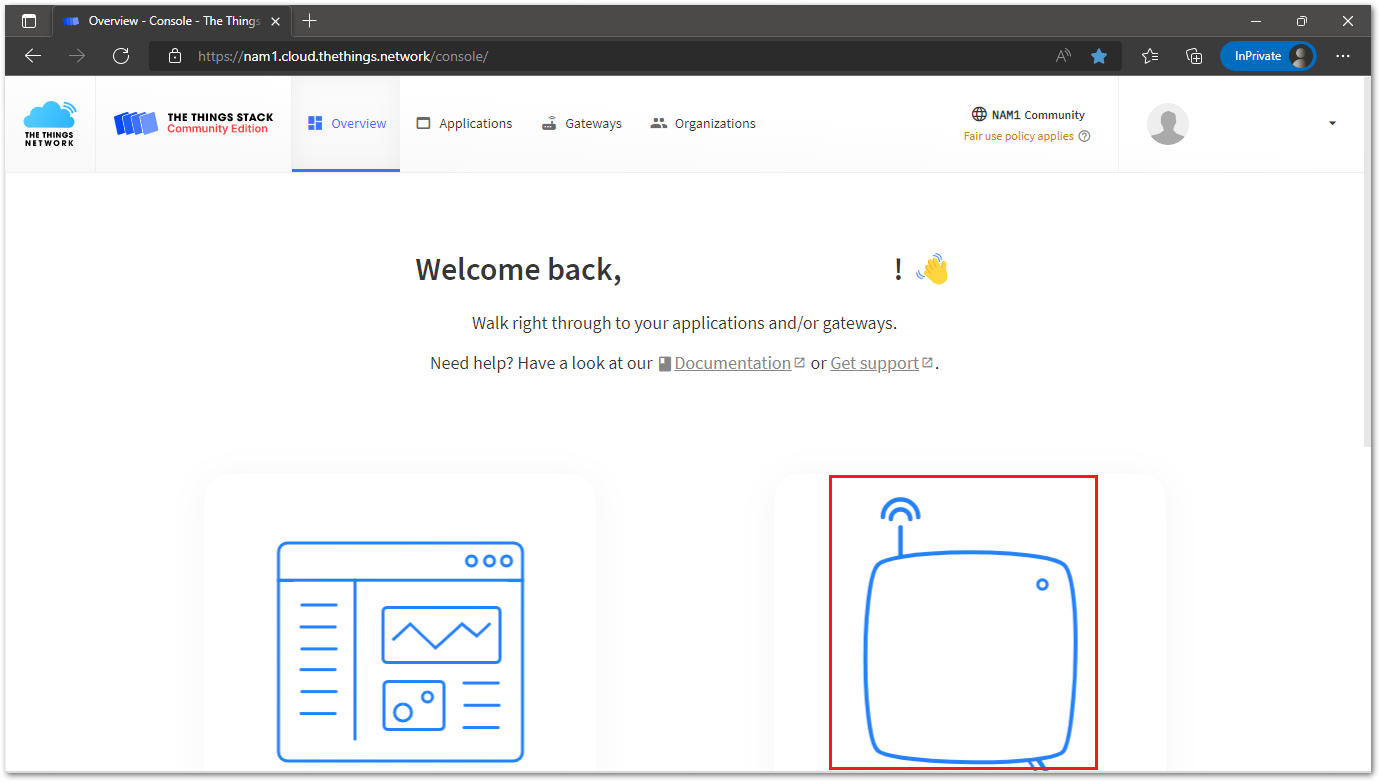 Overview - Console - The Things
https://nam1.cloud.thethings.network/console/
InPrivate
THE THINGS
NETWORK
THE THINGS STACK
Community Edition
Overview
Applications
Gateways
Organizations
NAM1 Community
Fair use policy applies
Welcome back, !
Walk right through to your applications and/or gateways.
Need help? Have a look at our Documentation or Get support.